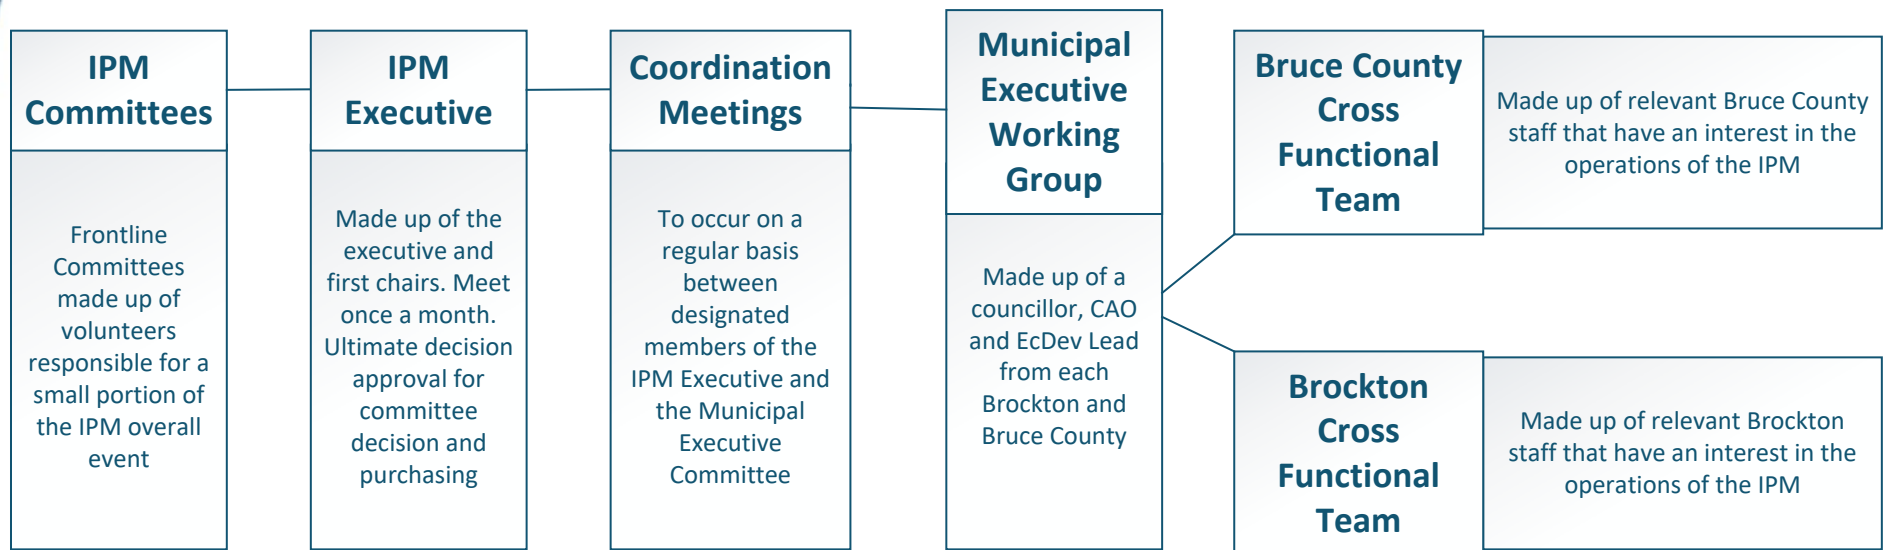 IPM
Committees
Frontline
Committees
made up of
volunteers
responsible for a
small portion of
the IPM overall
event
IPM
Executive
Made up of the
executive and
first chairs. Meet
once a month.
Ultimate decision
approval for
committee
decision and
purchasing
Coordination
Meetings
To occur on a
regular basis
between
designated
members of the
IPM Executive and
the Municipal
Executive
Committee
Municipal
Executive
Working
Group
Made up of a
councillor, CAO
and EcDev Lead
from each
Brockton and
Bruce County
Bruce County
Cross
Functional
Team
Made up of relevant Bruce County
staff that have an interest in the
operations of the IPM
Brockton
Cross
Functional
Team
Made up of relevant Brockton
staff that have an interest in the
operations of the IPM